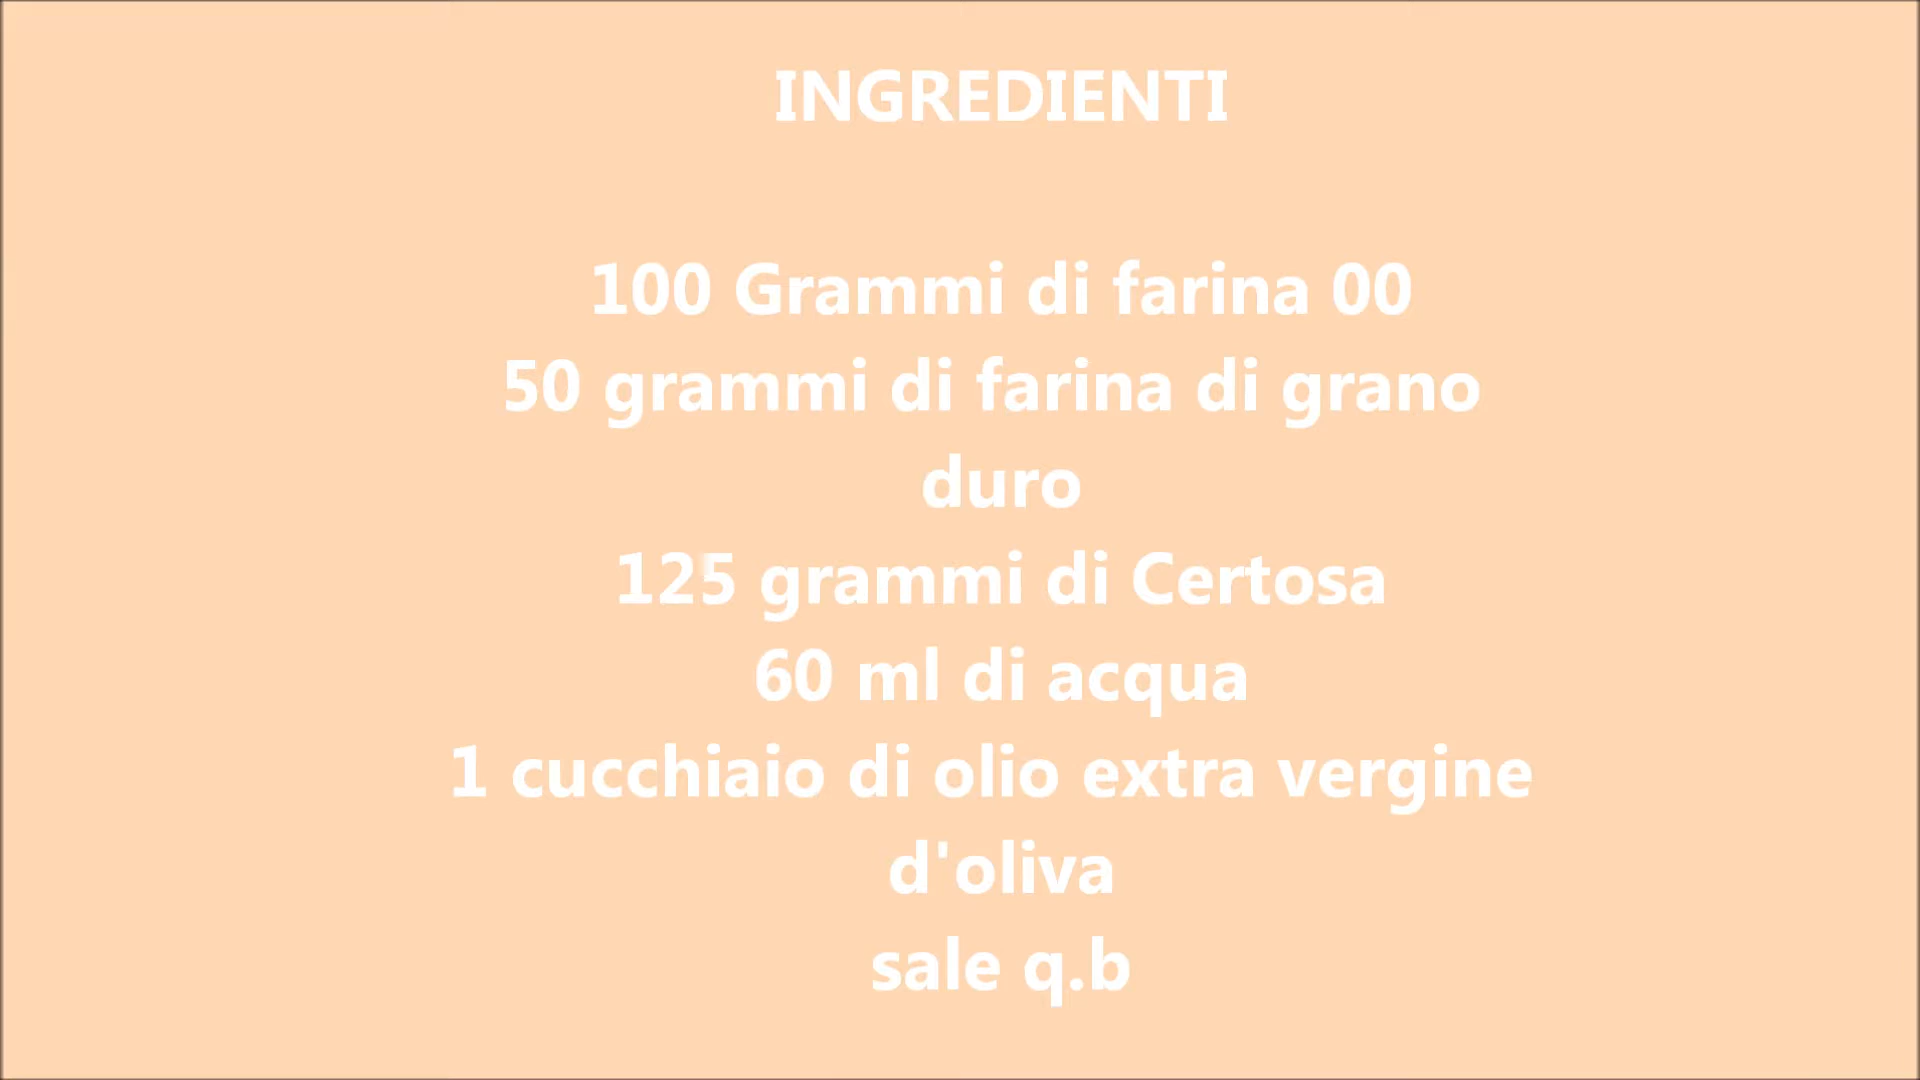 INGREDIENTI
100 Grammi di farina 00
50 grammi di farina di grano
duro
125 grammi di Certosa
60 ml di acqua
1 cucchiaio di olio extra vergine
d'oliva
sale q.b